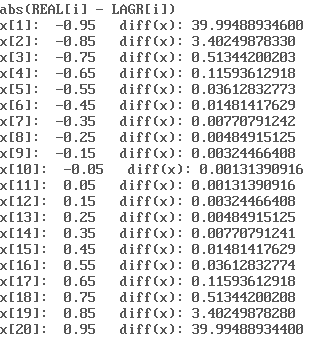 abs(REAL[i] - LAGR[i])
x[1]:  -0.95   diff(x): 39.99488934600
x[2]:  -0.85   diff(x): 3.40249878330
x[3]:  -0.75   diff(x): 0.51344200203
x[4]:  -0.65   diff(x): 0.11593612918
x[5]:  -0.55   diff(x): 0.03612832773
x[6]:  -0.45   diff(x): 0.01481417629
x[7]:  -0.35   diff(x): 0.00770791242
x[8]:  -0.25   diff(x): 0.00484915125
x[9]:  -0.15   diff(x): 0.00324466408
x[10]:  -0.05   diff(x): 0.00131390916
x[11]:  0.05   diff(x): 0.00131390916
x[12]:  0.15   diff(x): 0.00324466408
x[13]:  0.25   diff(x): 0.00484915125
x[14]:  0.35   diff(x): 0.00770791241
x[15]:  0.45   diff(x): 0.01481417629
x[16]:  0.55   diff(x): 0.03612832774
x[17]:  0.65   diff(x): 0.11593612918
x[18]:  0.75   diff(x): 0.51344200208
x[19]:  0.85   diff(x): 3.40249878280
x[20]:  0.95   diff(x): 39.99488934400